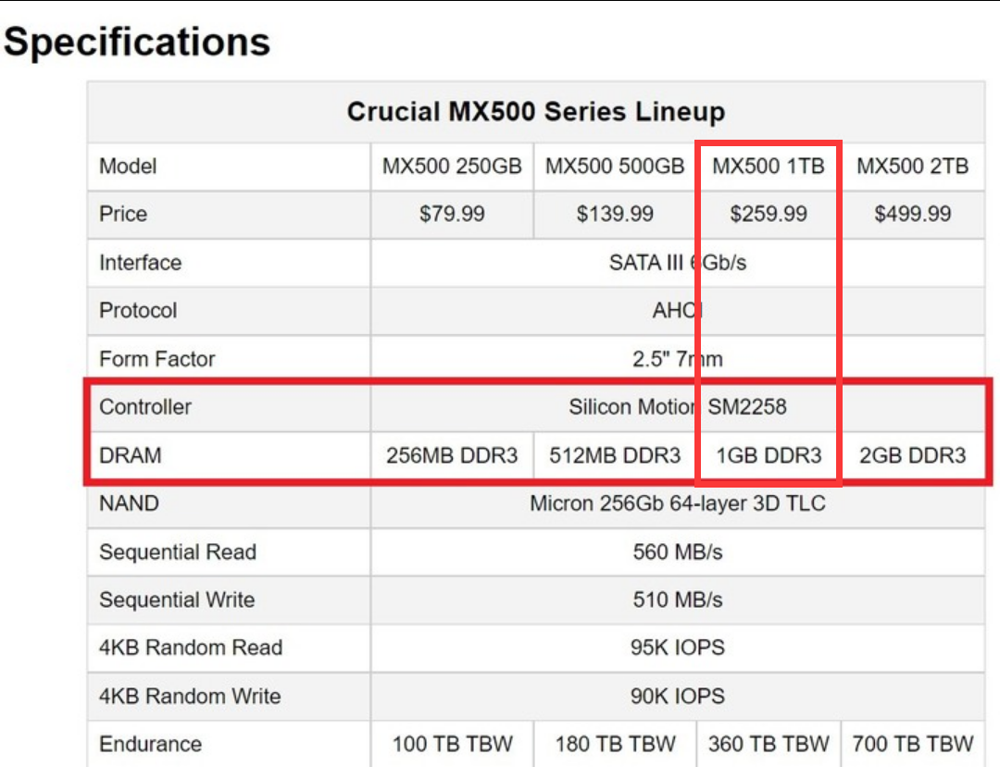 Specifications
Crucial MX500 Series Lineup
Model MX500 250GB MX500 500GB MX500 1TB MX500 2TB
Price $79.99 $139.99 $259.99 $499.99
Interface SATA III 6Gb/s
Protocol AHCI
Form Factor 2.5" 7mm
Controller Silicon Motion SM2258
DRAM 256MB DDR3 512MB DDR3 1GB DDR3 2GB DDR3
NAND Micron 256Gb 64-layer 3D TLC
Sequential Read 560 MB/s
Sequential Write 510 MB/s
4KB Random Read 95K IOPS
4KB Random Write 90K IOPS
Endurance 100 TB TBW 180 TB TBW 360 TB TBW 700 TB TBW